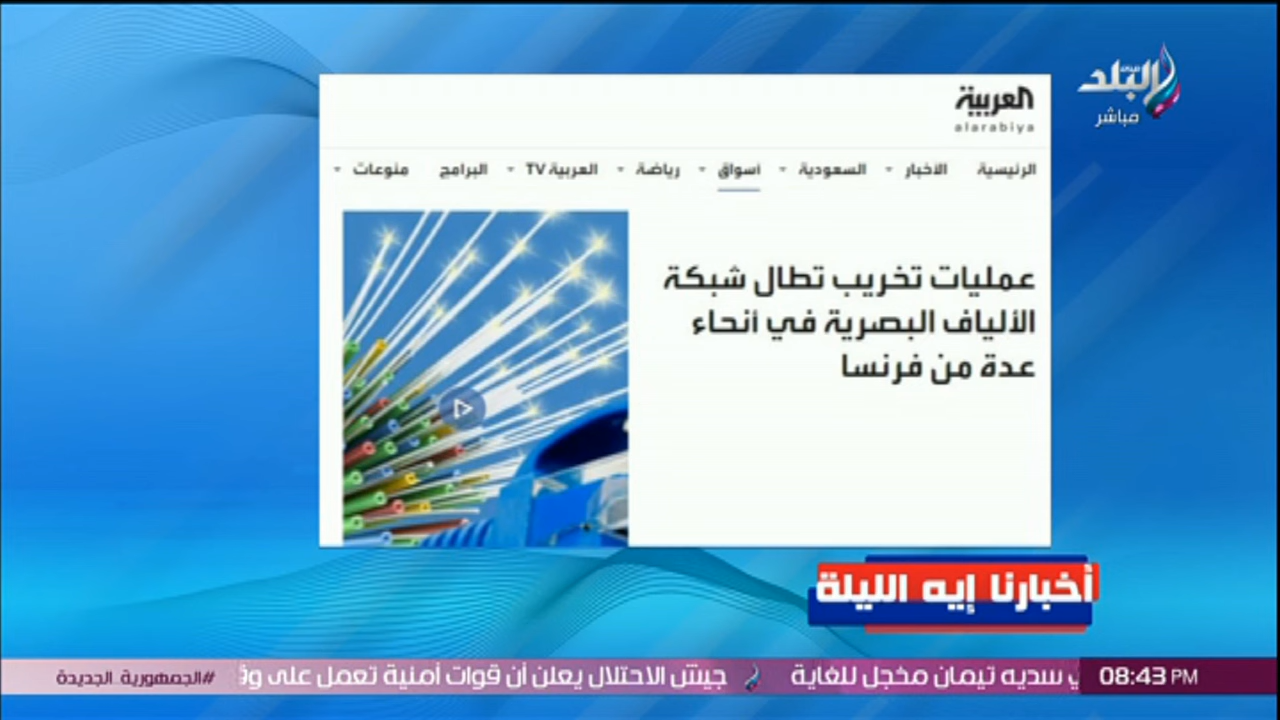 صدى البلد
مباشر
العربية
alarabiya
الرئيسية الأخبار السعودية أسواق رياضة العربية TV البرامج منوعات
عمليات تخريب تطال شبكة
الألياف البصرية في أنحاء
عدة من فرنسا
أخبارنا إيه الليلة
08:43 PM ي سديه تيمان مخجل للغاية جيش الاحتلال يعلن أن قوات أمنية تعمل على #الجمهورية الجديدة